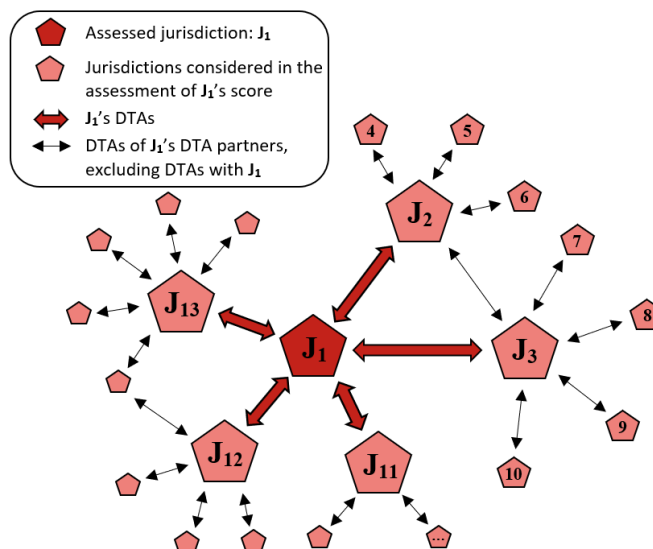 Assessed jurisdiction: J1
Jurisdictions considered in the
assessment of J1's score
J1's DTAs
DTAs of J1's DTA partners,
excluding DTAs with J1
4
5
6
J2
7
J13
8
J1
J3
9
J12
J11
10
...